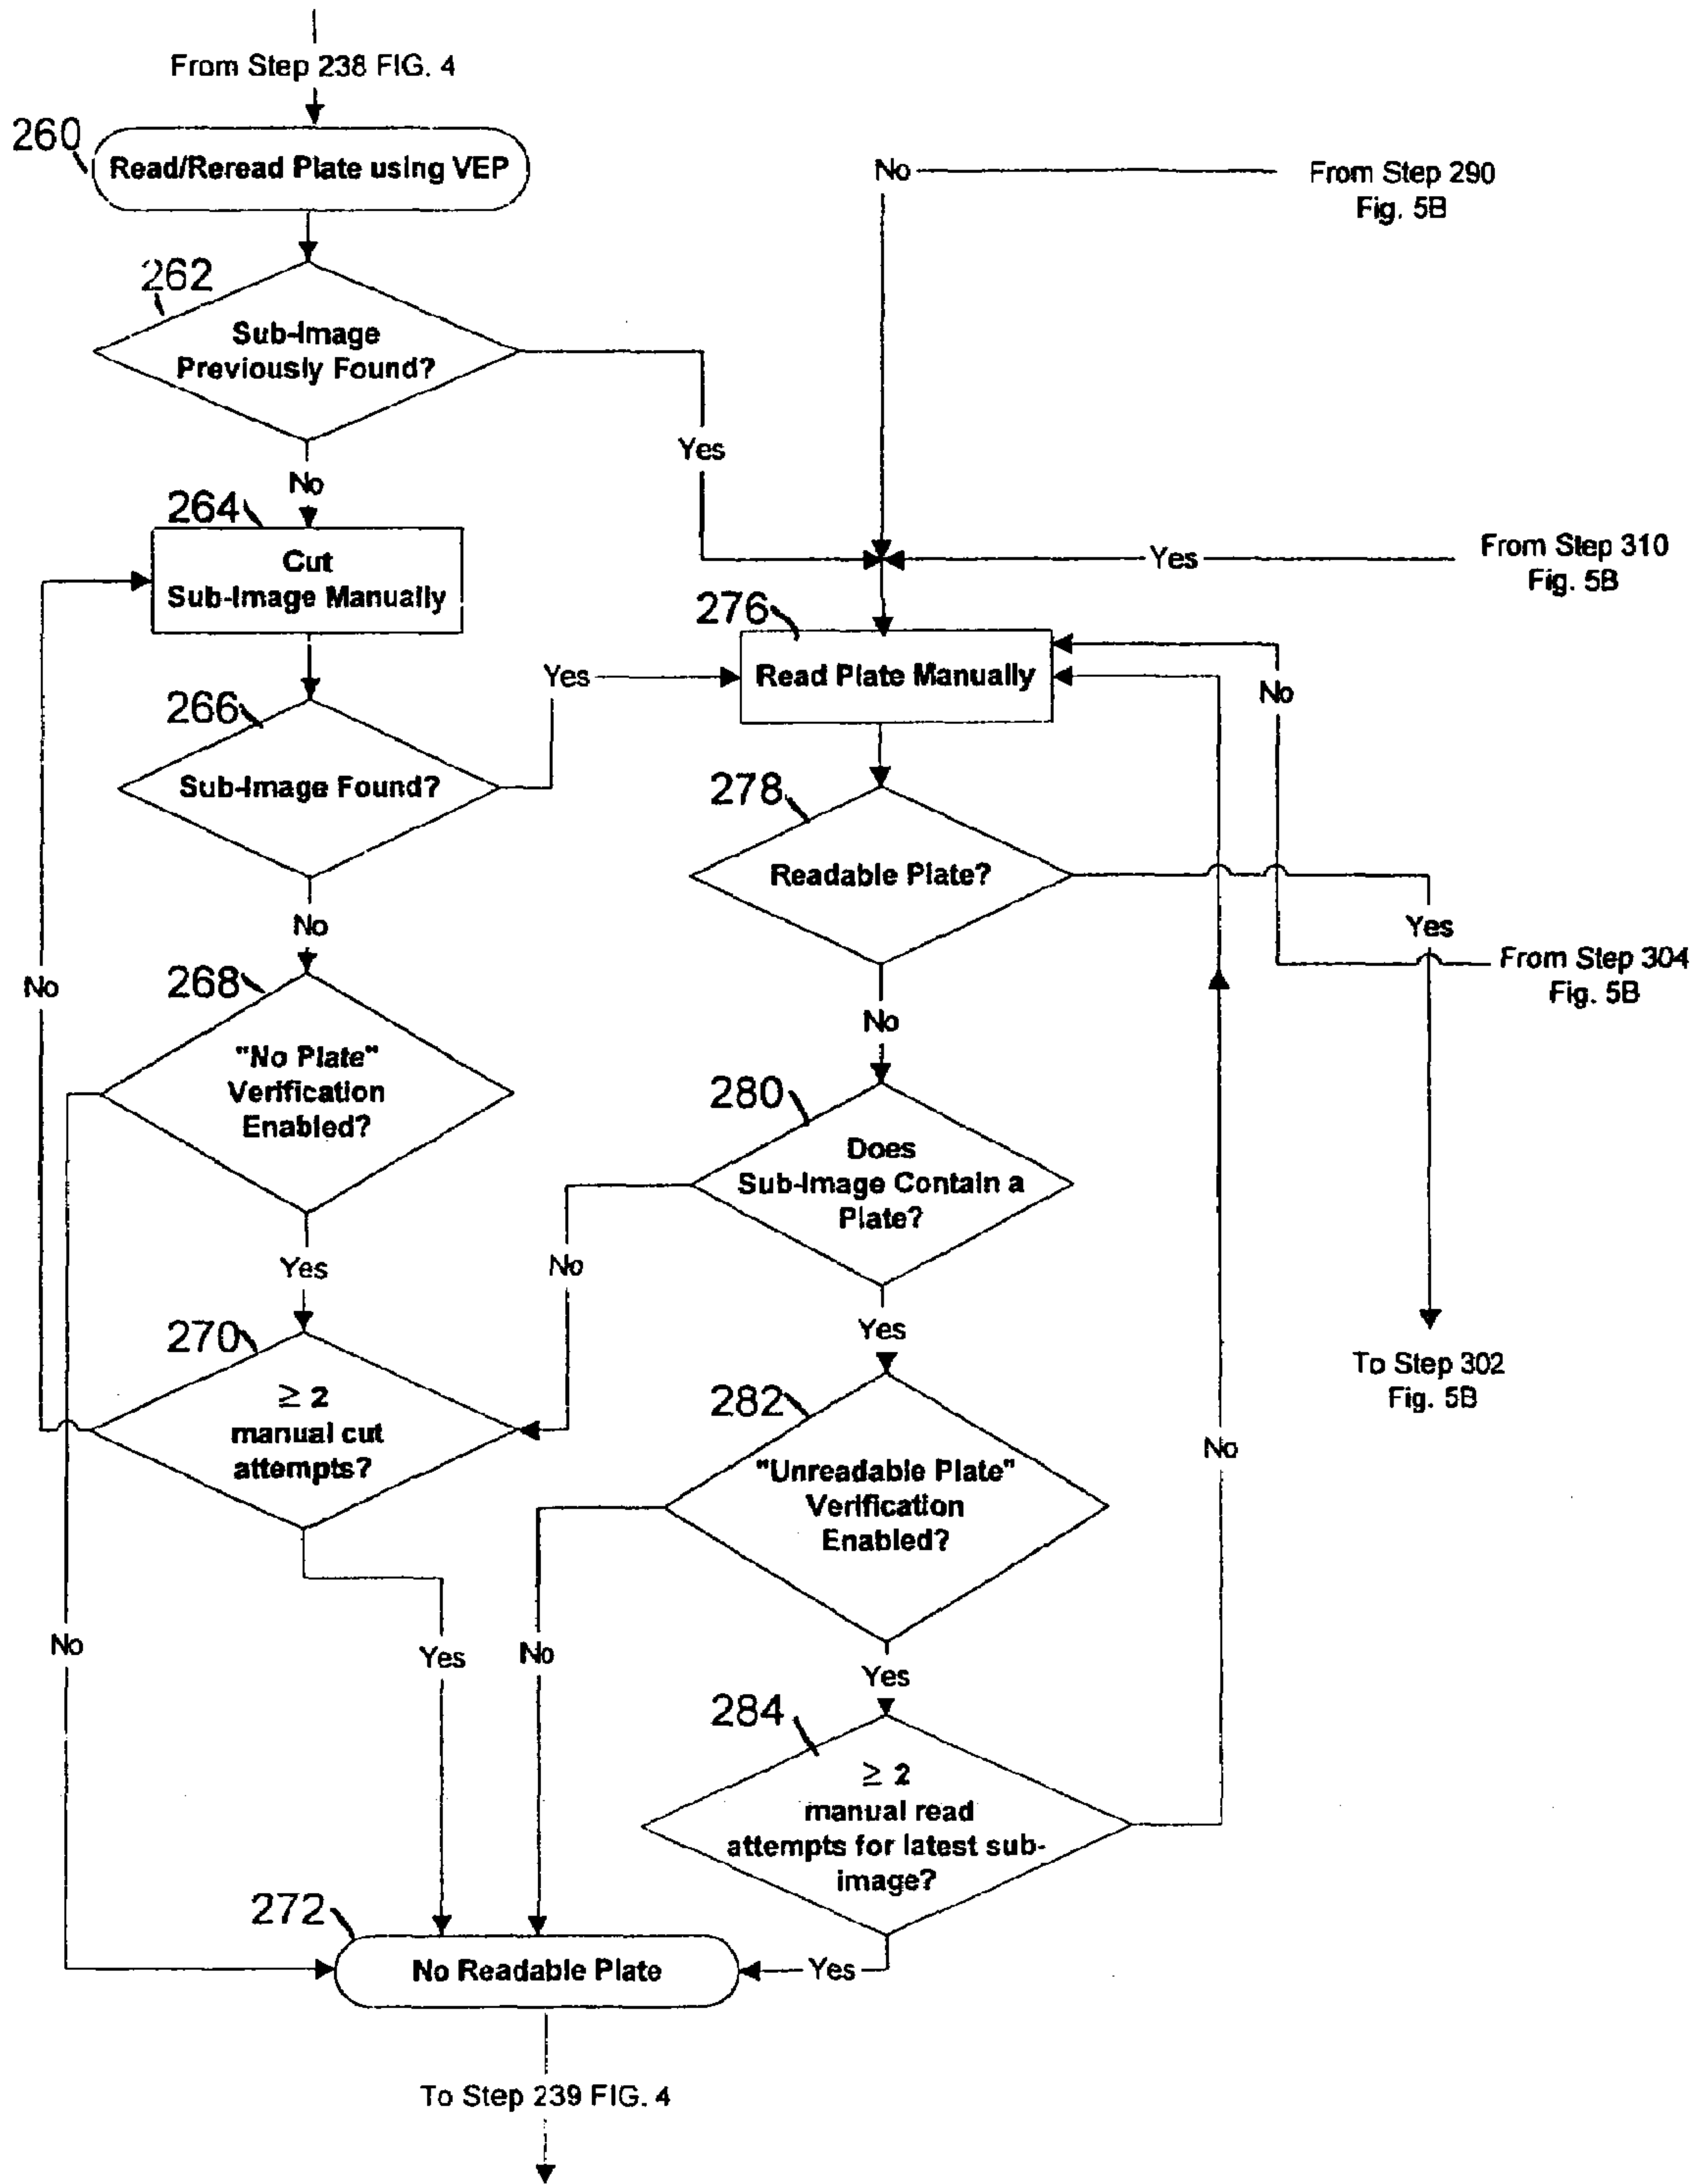 From Step 238 FIG. 4
260
Read/Reread Plate using VEP
No
From Step 290
Fig. 5B
262
Sub-Image
Previously Found?
Yes
No
264
Cut
Sub-Image Manually
Yes
From Step 310
Fig. 5B
276
Read Plate Manually
Yes
No
266
Sub-Image Found?
278
Readable Plate?
Yes
No
From Step 304
Fig. 5B
No
268
"No Plate"
Verification
Enabled?
No
No
280
Does
Sub-Image Contain a
Plate?
Yes
No
Yes
270
≥ 2
manual cut
attempts?
To Step 302
Fig. 5B
282
"Unreadable Plate"
Verification
Enabled?
No
No
Yes
No
Yes
284
≥ 2
manual read
attempts for latest sub-
image?
272
No Readable Plate
Yes
To Step 239 FIG. 4